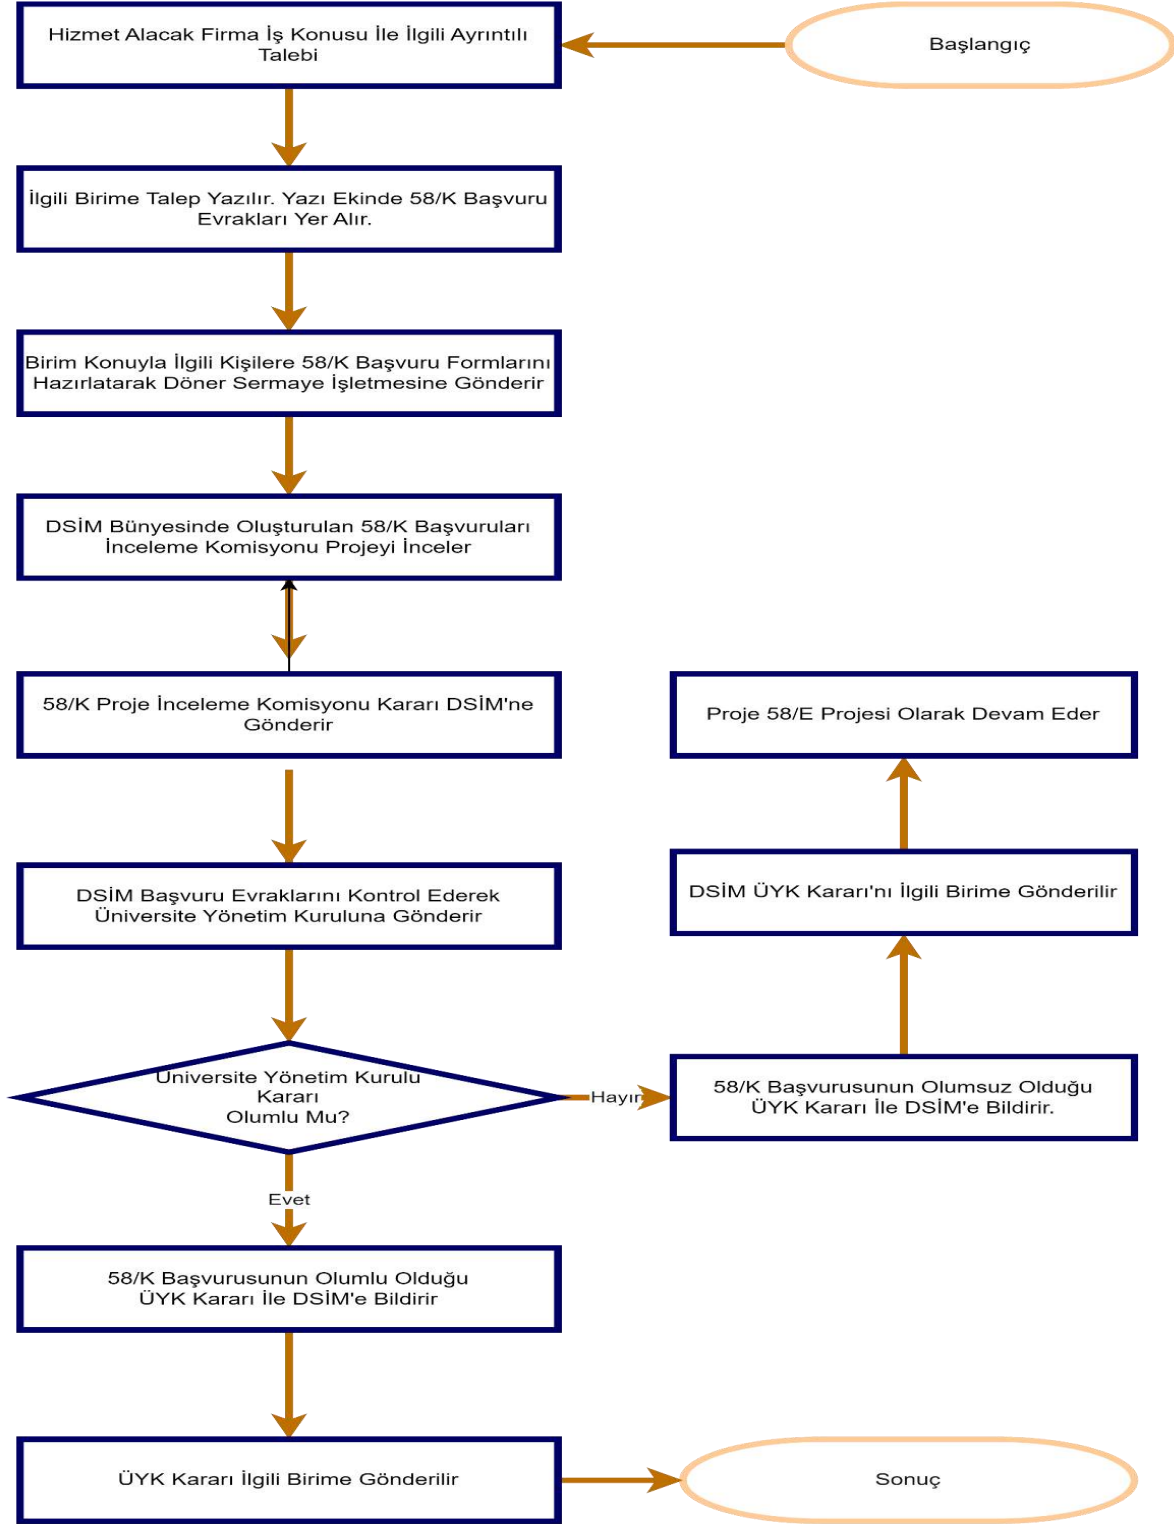 Başlangıç
Hizmet Alacak Firma İş Konusu İle İlgili Ayrıntılı
Talebi
İlgili Birime Talep Yazılır. Yazı Ekinde 58/K Başvuru
Evrakları Yer Alır.
Birim Konuyla İlgili Kişilere 58/K Başvuru Formlarını
Hazırlatarak Döner Sermaye İşletmesine Gönderir
DSİM Bünyesinde Oluşturulan 58/K Başvuruları
İnceleme Komisyonu Projeyi İnceler
58/K Proje İnceleme Komisyonu Kararı DSİM'ne
Gönderir
DSİM Başvuru Evraklarını Kontrol Ederek
Üniversite Yönetim Kuruluna Gönderir
Üniversite Yönetim Kurulu
Kararı
Olumlu Mu?
Hayır
58/K Başvurusunun Olumsuz Olduğu
ÜYK Kararı İle DSİM'e Bildirir.
DSİM ÜYK Kararı'nı İlgili Birime Gönderilir
Proje 58/E Projesi Olarak Devam Eder
Evet
58/K Başvurusunun Olumlu Olduğu
ÜYK Kararı İle DSİM'e Bildirir
ÜYK Kararı İlgili Birime Gönderilir
Sonuç